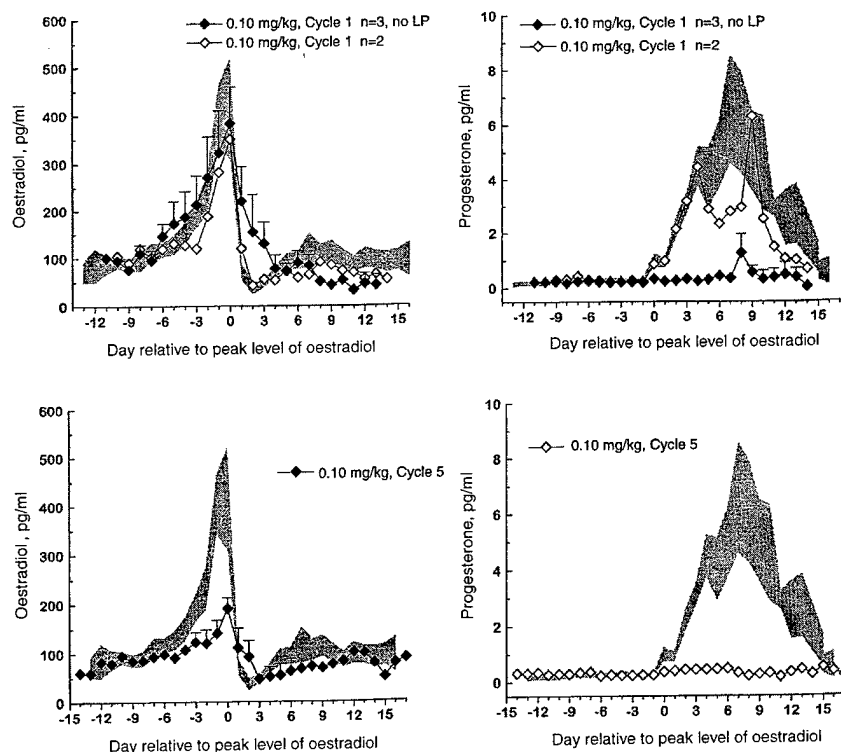 0.10 mg/kg, Cycle 1 n=3, no LP
0.10 mg/kg, Cycle 1 n=2
600
500
400
300
200
100
0
Oestradiol, pg/ml
-12 -9 -6 -3 0 3 6 9 12 15
Day relative to peak level of oestradiol
0.10 mg/kg, Cycle 1 n=3, no LP
0.10 mg/kg, Cycle 1 n=2
10
8
6
4
2
0
Progesterone, pg/ml
-12 -9 -6 -3 0 3 6 9 12 15
Day relative to peak level of oestradiol
0.10 mg/kg, Cycle 5
600
500
400
300
200
100
0
Oestradiol, pg/ml
-15 -12 -9 -6 -3 0 3 6 9 12 15
Day relative to peak level of oestradiol
0.10 mg/kg, Cycle 5
10
8
6
4
2
0
Progesterone, pg/ml
-15 -12 -9 -6 -3 0 3 6 9 12 15
Day relative to peak level of oestradiol